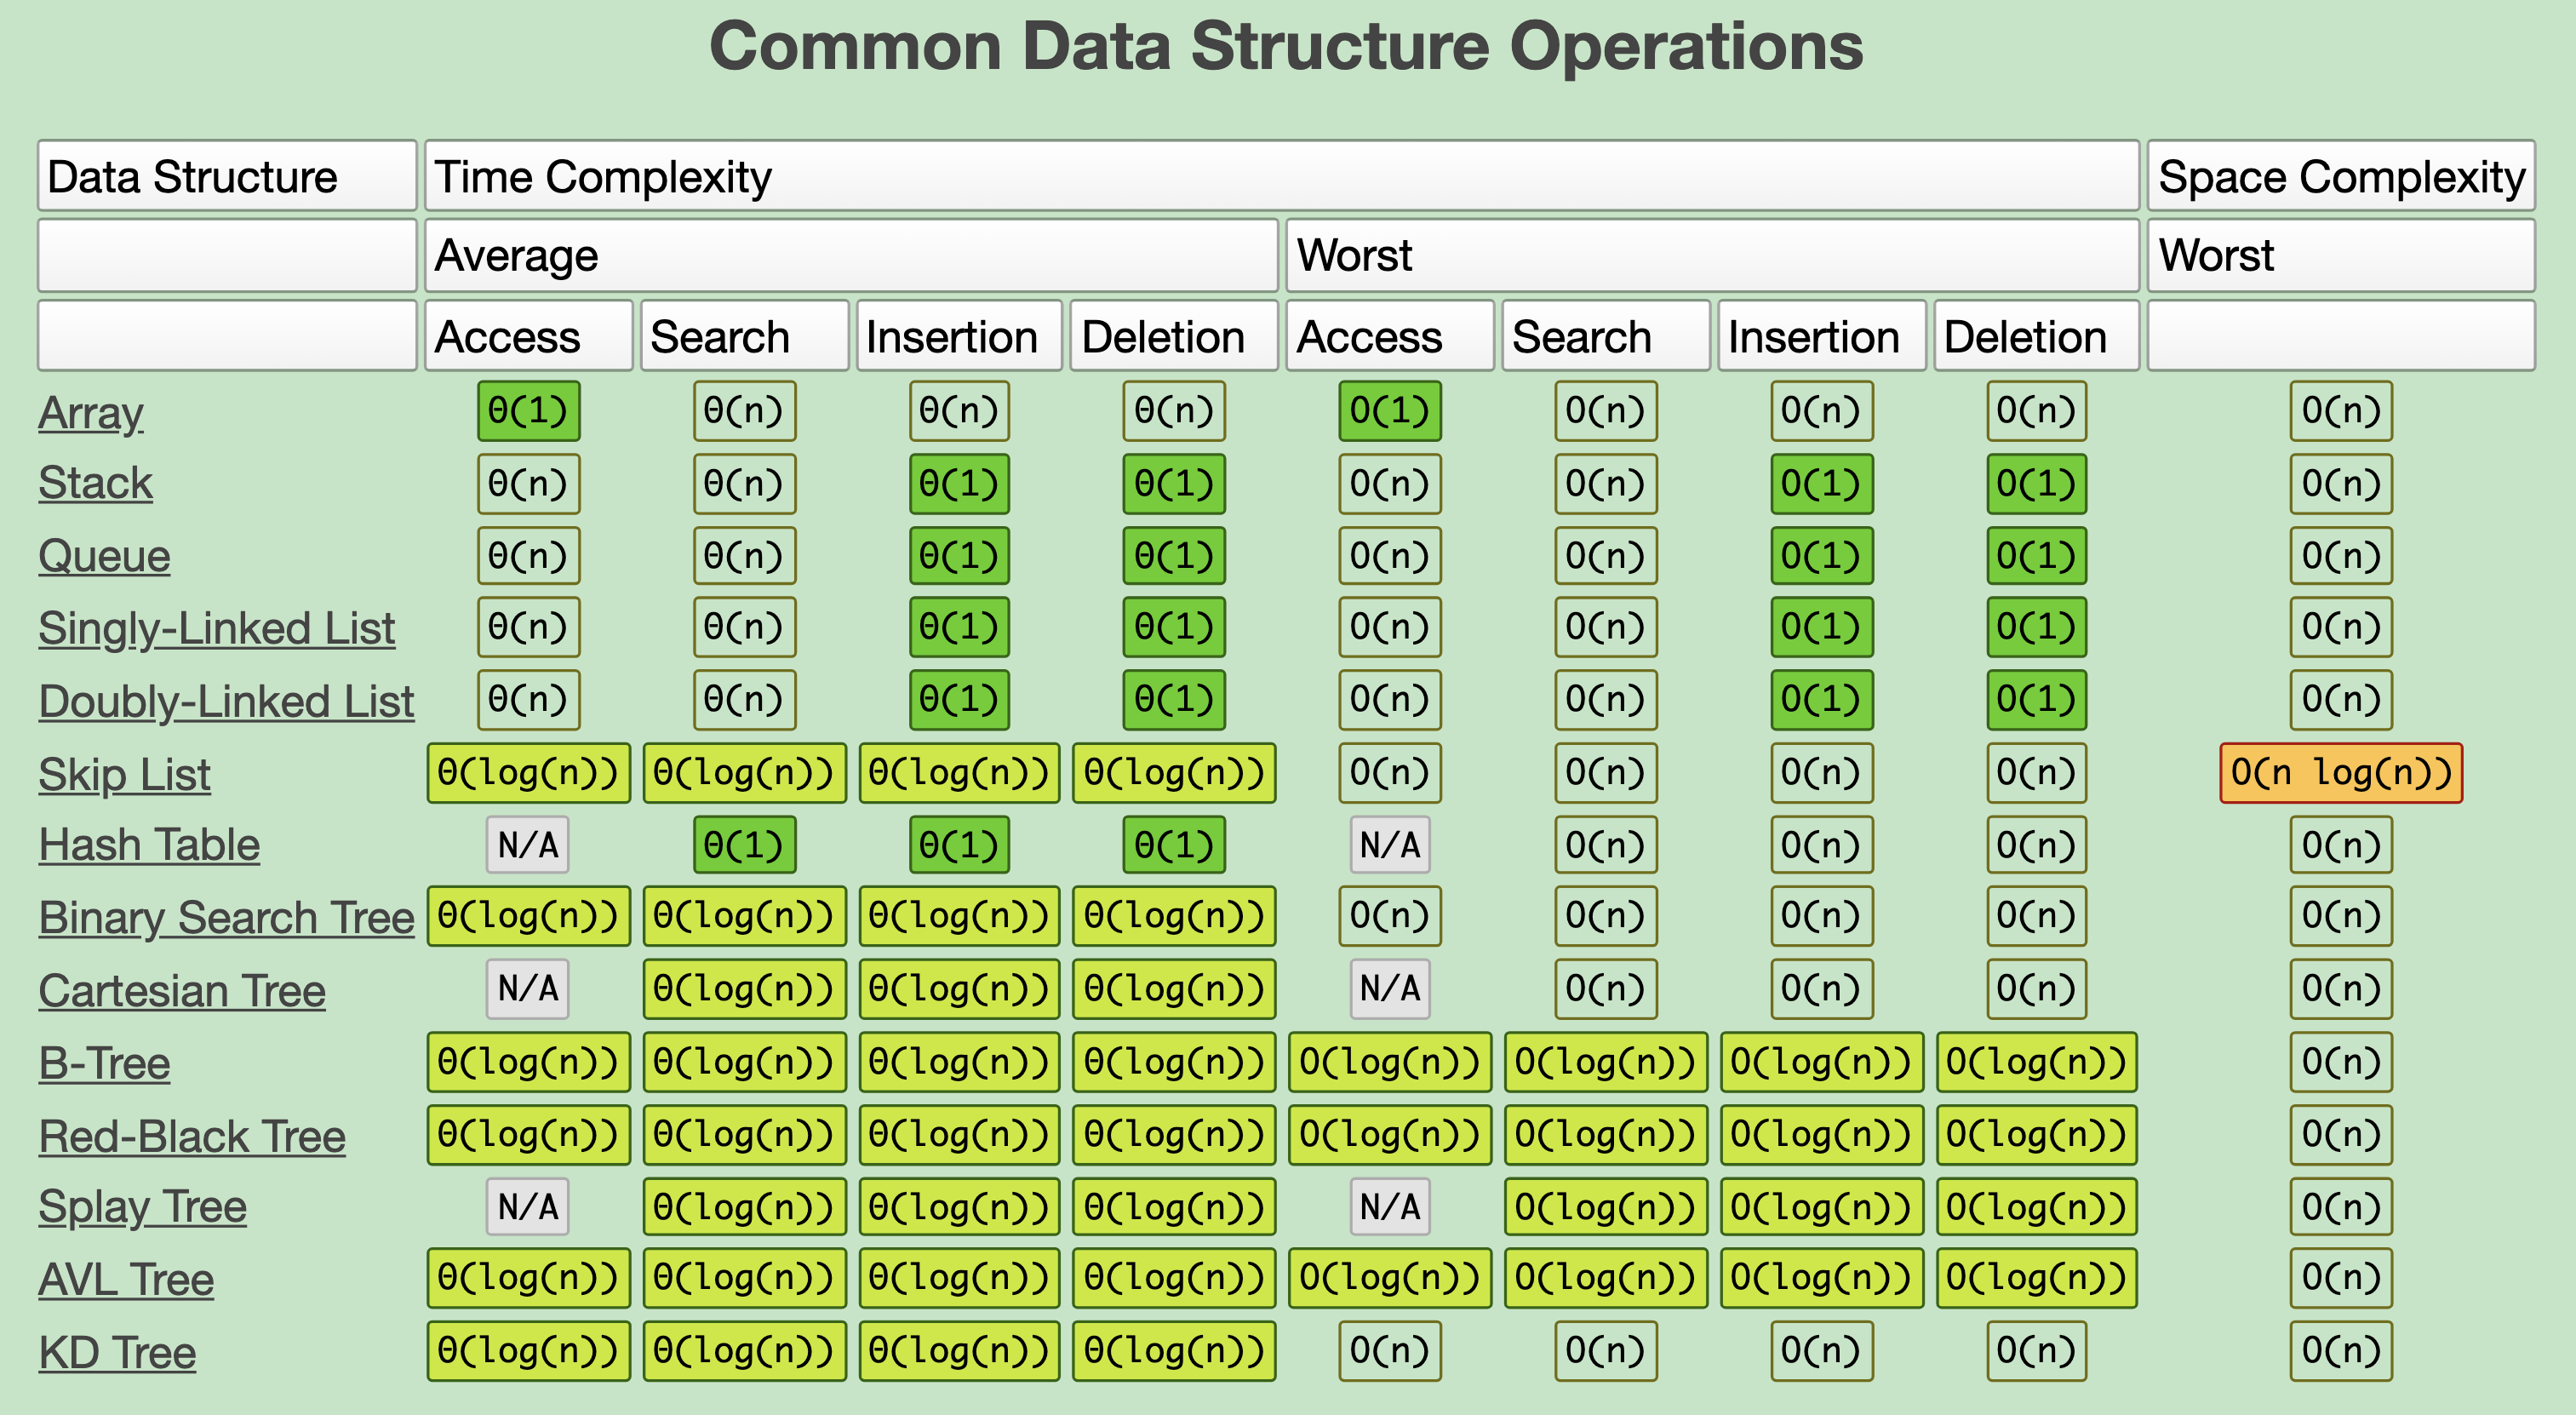 Common Data Structure Operations
Data Structure Time Complexity Space Complexity
Average Worst Worst
Access Search Insertion Deletion Access Search Insertion Deletion
Array Θ(1) Θ(n) Θ(n) Θ(n) O(1) O(n) O(n) O(n) O(n)
Stack Θ(n) Θ(n) Θ(1) Θ(1) O(n) O(n) O(1) O(1) O(n)
Queue Θ(n) Θ(n) Θ(1) Θ(1) O(n) O(n) O(1) O(1) O(n)
Singly-Linked List Θ(n) Θ(n) Θ(1) Θ(1) O(n) O(n) O(1) O(1) O(n)
Doubly-Linked List Θ(n) Θ(n) Θ(1) Θ(1) O(n) O(n) O(1) O(1) O(n)
Skip List Θ(log(n)) Θ(log(n)) Θ(log(n)) Θ(log(n)) O(n) O(n) O(n) O(n) O(n log(n))
Hash Table N/A Θ(1) Θ(1) Θ(1) N/A O(n) O(n) O(n) O(n)
Binary Search Tree Θ(log(n)) Θ(log(n)) Θ(log(n)) Θ(log(n)) O(n) O(n) O(n) O(n) O(n)
Cartesian Tree N/A Θ(log(n)) Θ(log(n)) Θ(log(n)) N/A O(n) O(n) O(n) O(n)
B-Tree Θ(log(n)) Θ(log(n)) Θ(log(n)) Θ(log(n)) O(log(n)) O(log(n)) O(log(n)) O(log(n)) O(n)
Red-Black Tree Θ(log(n)) Θ(log(n)) Θ(log(n)) Θ(log(n)) O(log(n)) O(log(n)) O(log(n)) O(log(n)) O(n)
Splay Tree N/A Θ(log(n)) Θ(log(n)) Θ(log(n)) N/A O(log(n)) O(log(n)) O(log(n)) O(n)
AVL Tree Θ(log(n)) Θ(log(n)) Θ(log(n)) Θ(log(n)) O(log(n)) O(log(n)) O(log(n)) O(log(n)) O(n)
KD Tree Θ(log(n)) Θ(log(n)) Θ(log(n)) Θ(log(n)) O(n) O(n) O(n) O(n) O(n)